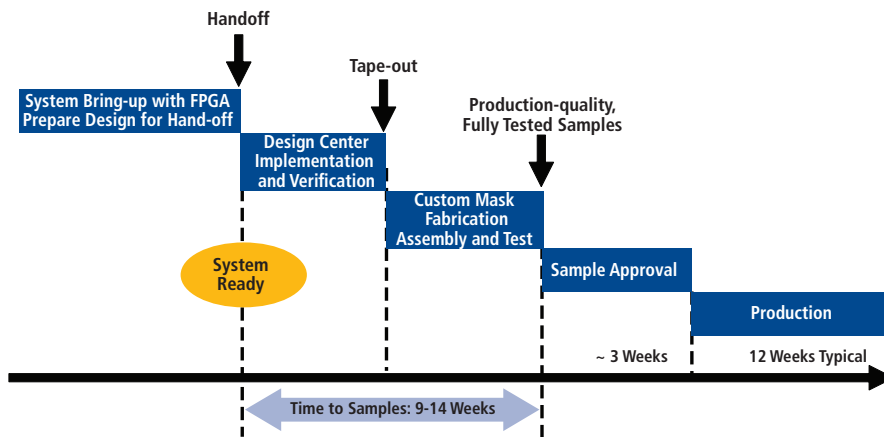 Handoff
Tape-out
Production-quality,
Fully Tested Samples
System Bring-up with FPGA
Prepare Design for Hand-off
Design Center
Implementation
and Verification
Custom Mask
Fabrication
Assembly and Test
System
Ready
Sample Approval
Production
~ 3 Weeks
12 Weeks Typical
Time to Samples: 9-14 Weeks